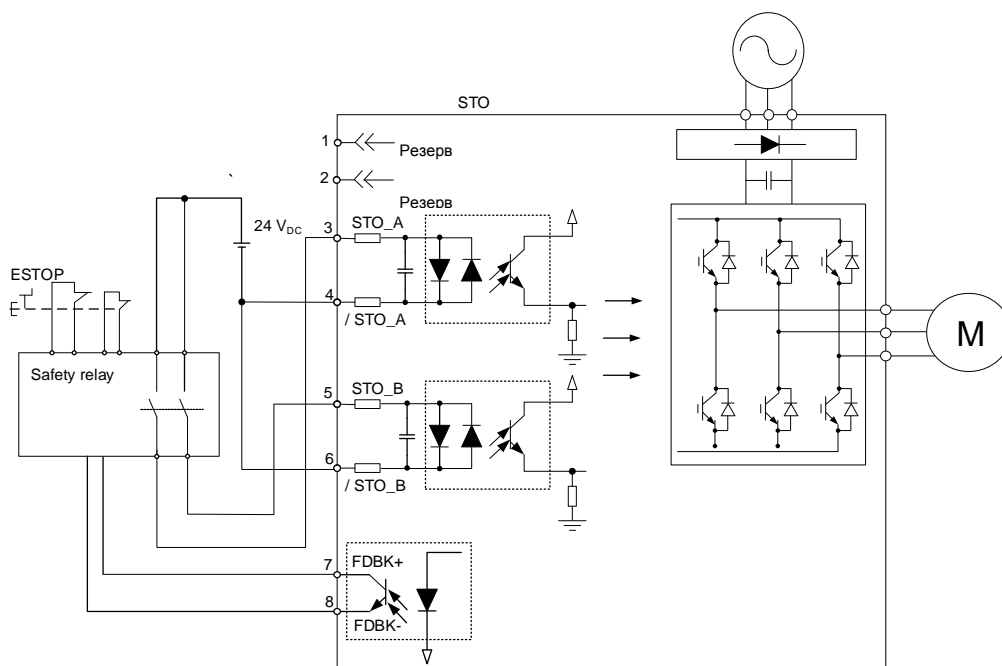 STO
1
Резерв
2
Резерв
24 VDC
3
STO_A
ESTOP
4
/ STO_A
M
Safety relay
5
STO_B
6
/ STO_B
7
FDBK+
8
FDBK-